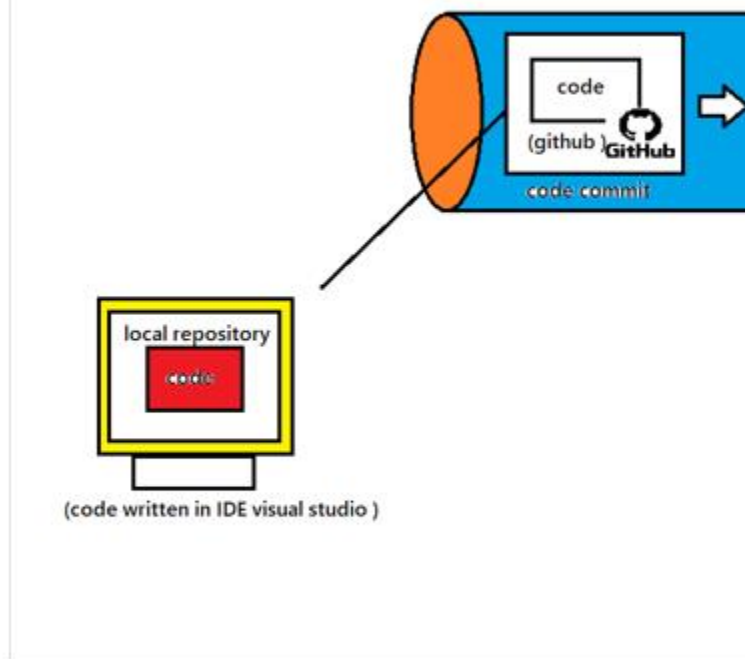 code
(github )
GitHub
code commit
local repository
code
(code written in IDE visual studio )